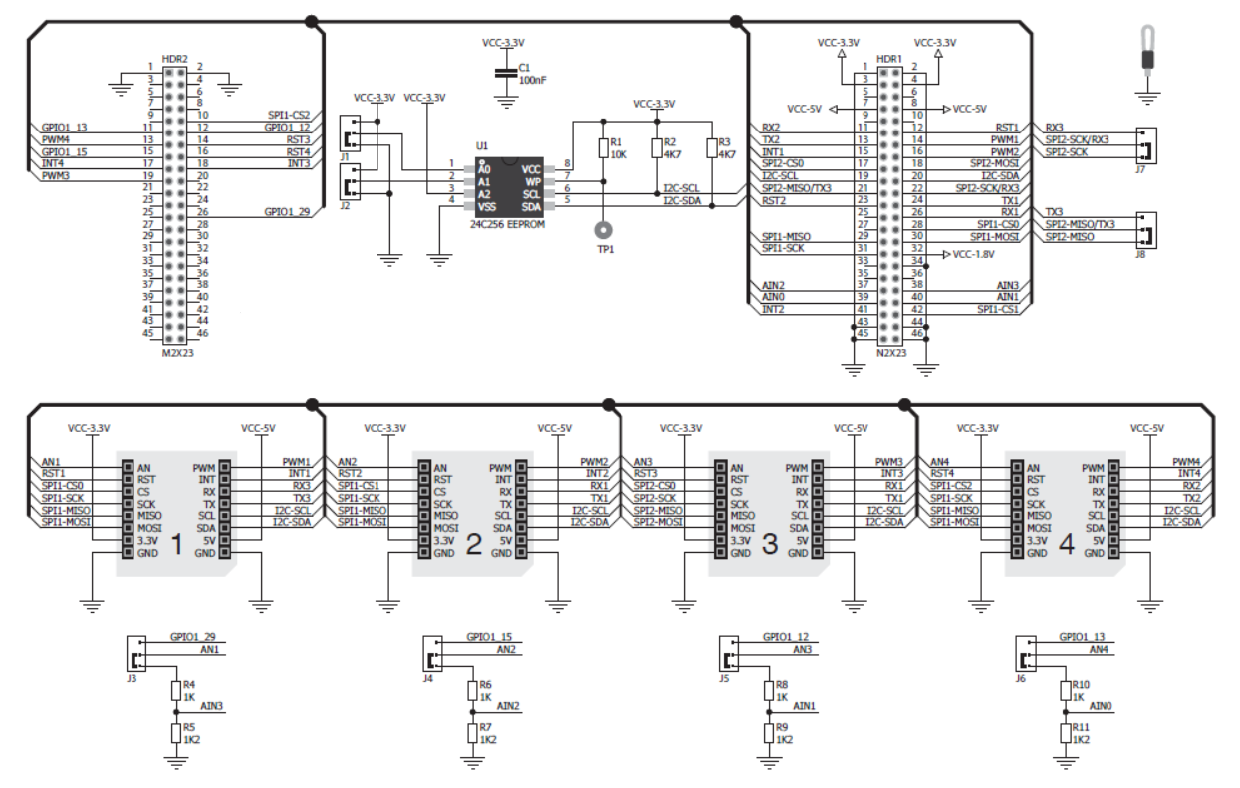 VCC-3.3V
VCC-3.3V
VCC-3.3V
HDR2
1 2
3 4
5 6
7 8
9 10 SPI1-CS2
GPIO1_13 11 12 GPIO1_12
PWM4 13 14 RST3
GPIO1_15 15 16 RST4
INT4 17 18 INT3
PWM3 19 20
21 22
23 24
25 26 GPIO1_29
27 28
29 30
31 32
33 34
35 36
37 38
39 40
41 42
43 44
45 46
M2X23
C1
100nF
VCC-3.3V VCC-3.3V
J1
J2
U1
1 A0 VCC 8
2 A1 WP 7
3 A2 SCL 6
4 VSS SDA 5
24C256 EEPROM
VCC-3.3V
R1
10K
R2
4K7
R3
4K7
I2C-SCL
I2C-SDA
TP1
HDR1
1 2
3 4
5 6
VCC-5V 7 8 VCC-5V
9 10
RX2 11 12 RST1
TX2 13 14 PWM1
INT1 15 16 PWM2
SPI2-CS0 17 18 SPI2-MOSI
I2C-SCL 19 20 I2C-SDA
SPI2-MISO/TX3 21 22 SPI2-SCK/RX3
RST2 23 24 TX1
25 26 RX1
27 28 SPI1-CS0
SPI1-MISO 29 30 SPI1-MOSI
SPI1-SCK 31 32 VCC-1.8V
33 34
35 36
AIN2 37 38 AIN3
AIN0 39 40 AIN1
INT2 41 42 SPI1-CS1
43 44
45 46
N2X23
RX3
SPI2-SCK/RX3
SPI2-SCK
J7
TX3
SPI2-MISO/TX3
SPI2-MISO
J8
VCC-3.3V VCC-5V
AN1 AN PWM PWM1
RST1 RST INT INT1
SPI1-CS0 CS RX RX3
SPI1-SCK SCK TX TX3
SPI1-MISO MISO SCL I2C-SCL
SPI1-MOSI MOSI SDA I2C-SDA
3.3V 5V
GND GND
1
VCC-3.3V VCC-5V
AN2 AN PWM PWM2
RST2 RST INT INT2
SPI1-CS1 CS RX RX1
SPI1-SCK SCK TX TX1
SPI1-MISO MISO SCL I2C-SCL
SPI1-MOSI MOSI SDA I2C-SDA
3.3V 5V
GND GND
2
VCC-3.3V VCC-5V
AN3 AN PWM PWM3
RST3 RST INT INT3
SPI2-CS0 CS RX RX1
SPI2-SCK SCK TX TX1
SPI2-MISO MISO SCL I2C-SCL
SPI2-MOSI MOSI SDA I2C-SDA
3.3V 5V
GND GND
3
VCC-3.3V VCC-5V
AN4 AN PWM PWM4
RST4 RST INT INT4
SPI1-CS2 CS RX RX2
SPI1-SCK SCK TX TX2
SPI1-MISO MISO SCL I2C-SCL
SPI1-MOSI MOSI SDA I2C-SDA
3.3V 5V
GND GND
4
GPIO1_29
AN1
J3
R4
1K
AIN3
R5
1K2
GPIO1_15
AN2
J4
R6
1K
AIN2
R7
1K2
GPIO1_12
AN3
J5
R8
1K
AIN1
R9
1K2
GPIO1_13
AN4
J6
R10
1K
AIN0
R11
1K2